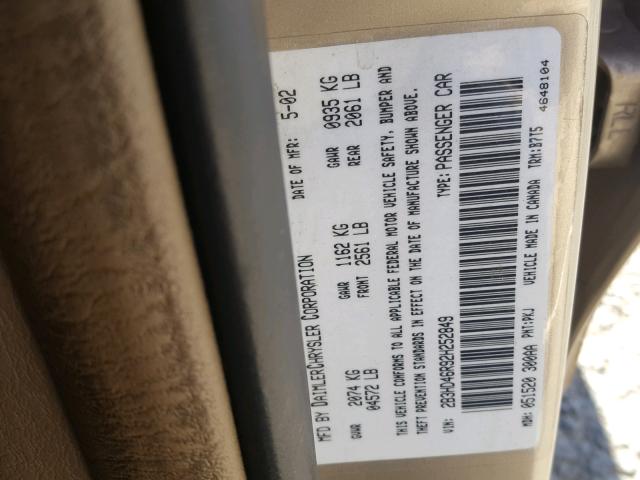 MFD BY DAIMLERCHRYSLER CORPORATION DATE OF MFR: 5-02
GVWR GAWR GAWR
2074 KG 1162 KG 0935 KG
FRONT REAR
04572 LB 2561 LB 2061 LB
THIS VEHICLE CONFORMS TO ALL APPLICABLE FEDERAL MOTOR VEHICLE SAFETY, BUMPER AND
THEFT PREVENTION STANDARDS IN EFFECT ON THE DATE OF MANUFACTURE SHOWN ABOVE.
VIN: 2B3HD46R92H252849 TYPE: PASSENGER CAR
MDH: 051520 300AA PNT: PKJ VEHICLE MADE IN CANADA TRM: B7T5
4648104